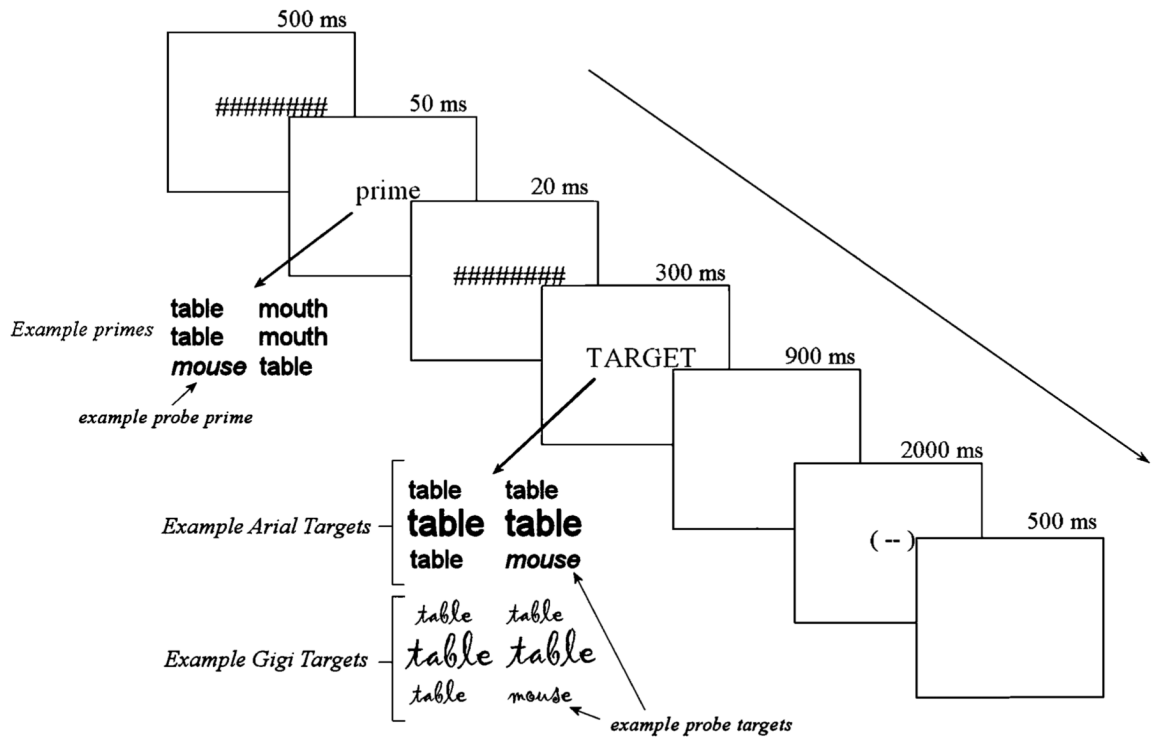 500 ms
########
50 ms
prime
20 ms
########
300 ms
TARGET
900 ms
2000 ms
( -- )
500 ms
Example primes
table mouth
table mouth
mouse table
example probe prime
Example Arial Targets
table table
table table
table mouse
Example Gigi Targets
table table
table table
table mouse
example probe targets